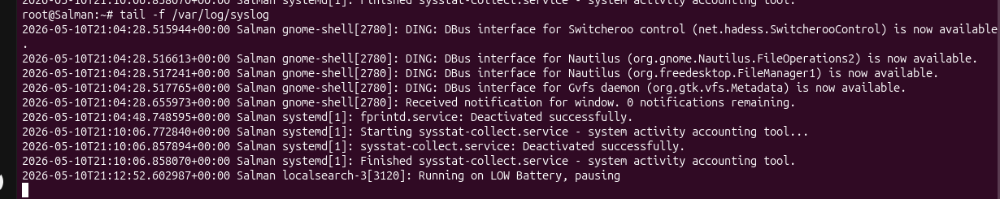 2026-05-10T21:10:06.858070+00:00 Salman systemd[1]: Finished sysstat-collect.service - system activity accounting tool.
root@Salman:~# tail -f /var/log/syslog
2026-05-10T21:04:28.515944+00:00 Salman gnome-shell[2780]: DING: DBus interface for Switcheroo control (net.hadess.SwitcherooControl) is now available
.
2026-05-10T21:04:28.516613+00:00 Salman gnome-shell[2780]: DING: DBus interface for Nautilus (org.gnome.Nautilus.FileOperations2) is now available.
2026-05-10T21:04:28.517241+00:00 Salman gnome-shell[2780]: DING: DBus interface for Nautilus (org.freedesktop.FileManager1) is now available.
2026-05-10T21:04:28.517765+00:00 Salman gnome-shell[2780]: DING: DBus interface for Gvfs daemon (org.gtk.vfs.Metadata) is now available.
2026-05-10T21:04:28.655973+00:00 Salman gnome-shell[2780]: Received notification for window. 0 notifications remaining.
2026-05-10T21:04:48.748595+00:00 Salman systemd[1]: fprintd.service: Deactivated successfully.
2026-05-10T21:10:06.772840+00:00 Salman systemd[1]: Starting sysstat-collect.service - system activity accounting tool...
2026-05-10T21:10:06.857894+00:00 Salman systemd[1]: sysstat-collect.service: Deactivated successfully.
2026-05-10T21:10:06.858070+00:00 Salman systemd[1]: Finished sysstat-collect.service - system activity accounting tool.
2026-05-10T21:12:52.602987+00:00 Salman localsearch-3[3120]: Running on LOW Battery, pausing